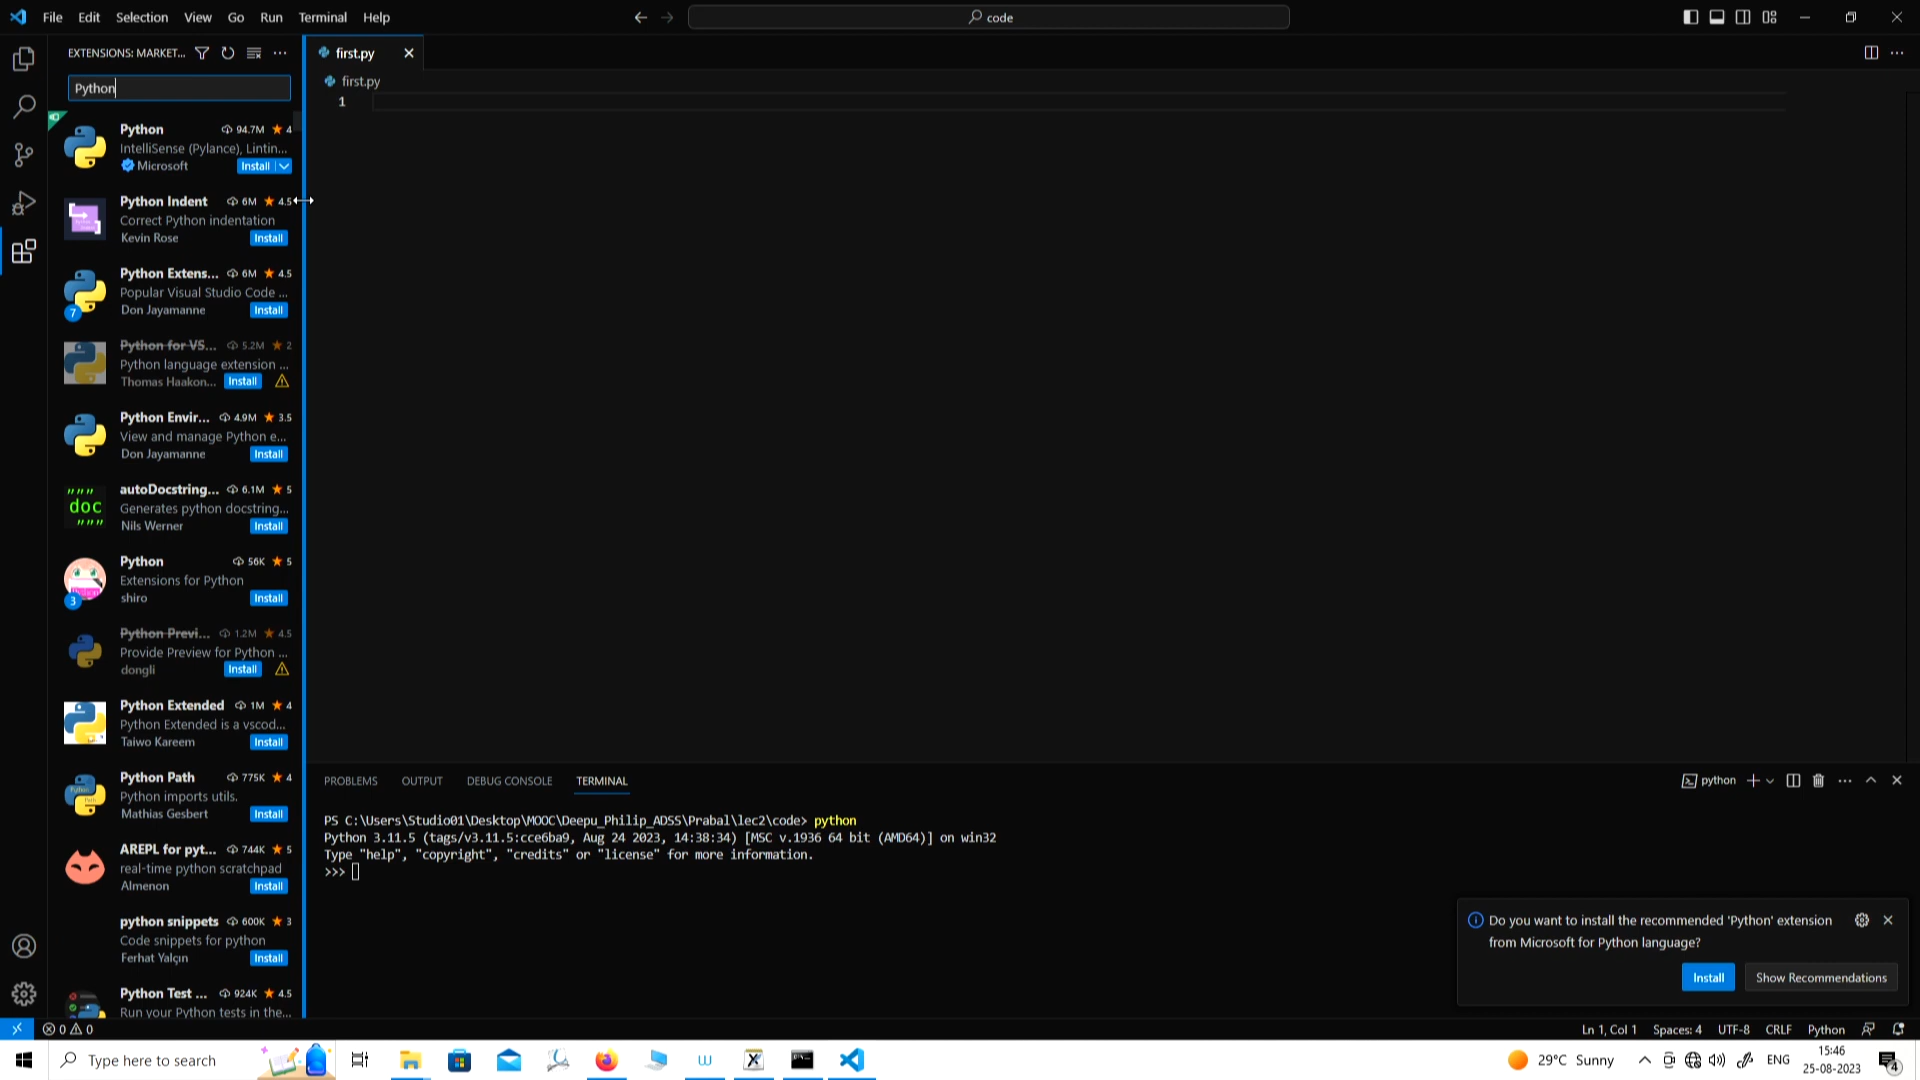 File Edit Selection View Go Run Terminal Help
code
EXTENSIONS: MARKET...
first.py
Python
first.py
1
Python 94.7M 4
IntelliSense (Pylance), Lintin...
Microsoft Install
Python Indent 6M 4.5
Correct Python indentation
Kevin Rose Install
Python Extens... 6M 4.5
Popular Visual Studio Code ...
7
Don Jayamanne Install
Python for VS... 5.2M 2
Python language extension ...
Thomas Haakon... Install
Python Envir... 4.9M 3.5
View and manage Python e...
Don Jayamanne Install
autoDocstring... 6.1M 5
doc
Generates python docstring...
Nils Werner Install
Python 56K 5
Extensions for Python
3
shiro Install
Python Previ... 1.2M 4.5
Provide Preview for Python ...
dongli Install
Python Extended 1M 4
Python Extended is a vscod...
Taiwo Kareem Install
Python Path 775K 4
Python imports utils.
Mathias Gesbert Install
AREPL for pyt... 744K 5
real-time python scratchpad
Almenon Install
python snippets 600K 3
Code snippets for python
Ferhat Yalçın Install
Python Test ... 924K 4.5
Run your Python tests in the...
PROBLEMS OUTPUT DEBUG CONSOLE TERMINAL
python
PS C:\Users\Studio01\Desktop\MOOC\Deepu_Philip_ADSS\Prabal\lec2\code> python
Python 3.11.5 (tags/v3.11.5:cce6ba9, Aug 24 2023, 14:38:34) [MSC v.1936 64 bit (AMD64)] on win32
Type "help", "copyright", "credits" or "license" for more information.
>>>
Do you want to install the recommended 'Python' extension
from Microsoft for Python language?
Install Show Recommendations
0 0
Ln 1, Col 1 Spaces: 4 UTF-8 CRLF Python
Type here to search
29°C Sunny
ENG
15:46
25-08-2023
4